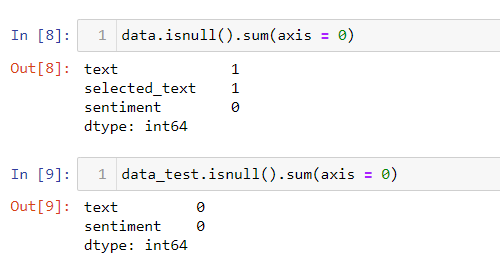 In [8]: 1 data.isnull().sum(axis = 0)
Out[8]: text 1
selected_text 1
sentiment 0
dtype: int64
In [9]: 1 data_test.isnull().sum(axis = 0)
Out[9]: text 0
sentiment 0
dtype: int64